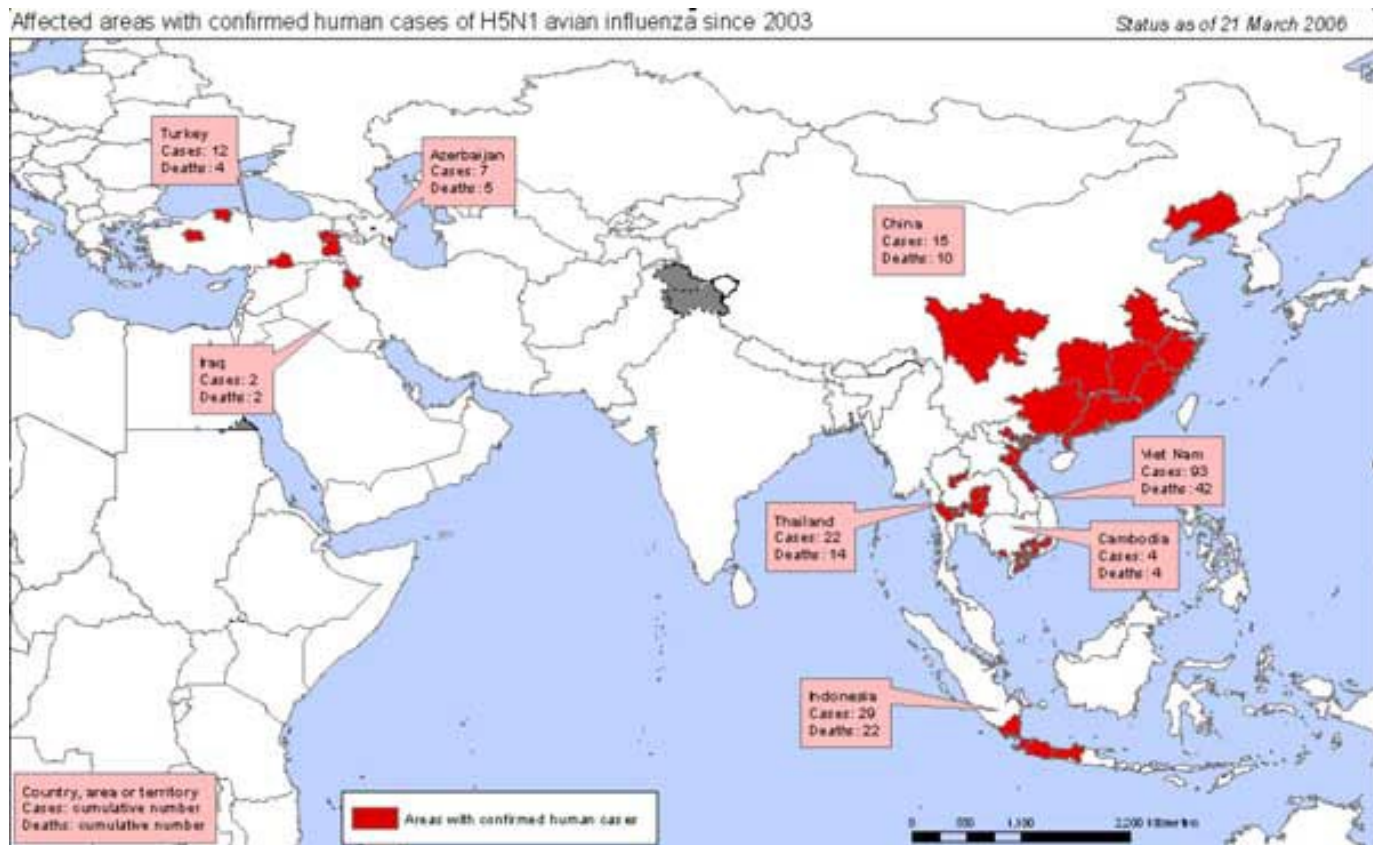 Affected areas with confirmed human cases of H5N1 avian influenza since 2003
Status as of 21 March 2006
Turkey
Cases: 12
Deaths: 4
Azerbaijan
Cases: 7
Deaths: 5
China
Cases: 15
Deaths: 10
Iraq
Cases: 2
Deaths: 2
Viet Nam
Cases: 93
Deaths: 42
Thailand
Cases: 22
Deaths: 14
Cambodia
Cases: 4
Deaths: 4
Indonesia
Cases: 29
Deaths: 22
Country, area or territory
Cases: cumulative number
Deaths: cumulative number
Areas with confirmed human cases
0
2,200 Kilometres